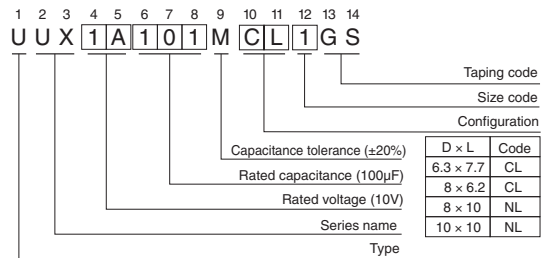 1 2 3 4 5 6 7 8 9 10 11 12 13 14
U U X 1 A 1 0 1 M C L 1 G S
Taping code
Size code
Configuration
Capacitance tolerance (±20%)
Rated capacitance (100µF)
Rated voltage (10V)
Series name
Type
D × L Code
6.3 × 7.7 CL
8 × 6.2 CL
8 × 10 NL
10 × 10 NL